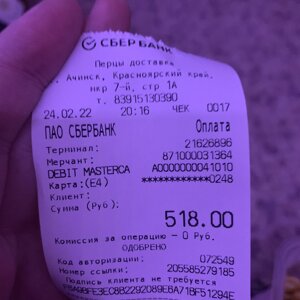 СБЕРБАНК
Перцы доставка
г. Ачинск, Красноярский край,
мкр 7-й, стр 1А
т. 83915130390
24.02.22 20:16 ЧЕК 0017
ПАО СБЕРБАНК Оплата
Терминал: 21626896
Мерчант: 871000031364
DEBIT MASTERCA A0000000041010
Карта:(E4) ************0248
Клиент:
Сумма (Руб):
518.00
Комиссия за операцию – 0 Руб.
ОДОБРЕНО
Код авторизации: 072549
Номер ссылки: 205585279185
Подпись клиента не требуется